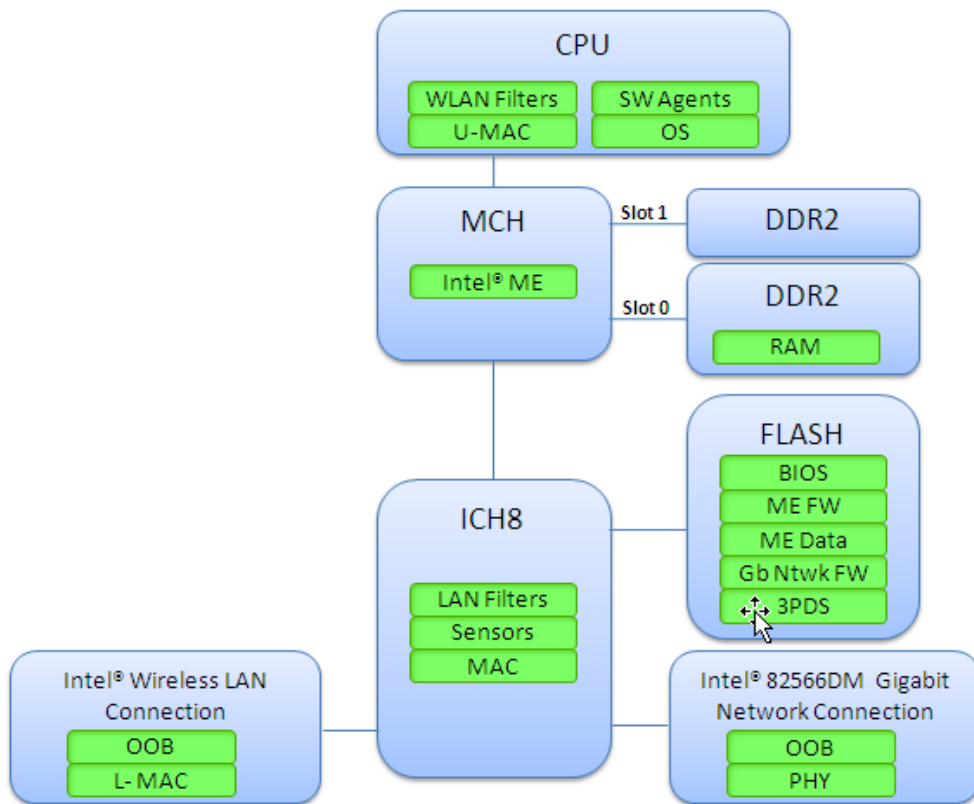 CPU
WLAN Filters
SW Agents
U-MAC
OS
MCH
Intel® ME
Slot 1
DDR2
Slot 0
DDR2
RAM
FLASH
BIOS
ME FW
ME Data
Gb Ntwk FW
3PDS
ICH8
LAN Filters
Sensors
MAC
Intel® Wireless LAN
Connection
OOB
L- MAC
Intel® 82566DM Gigabit
Network Connection
OOB
PHY